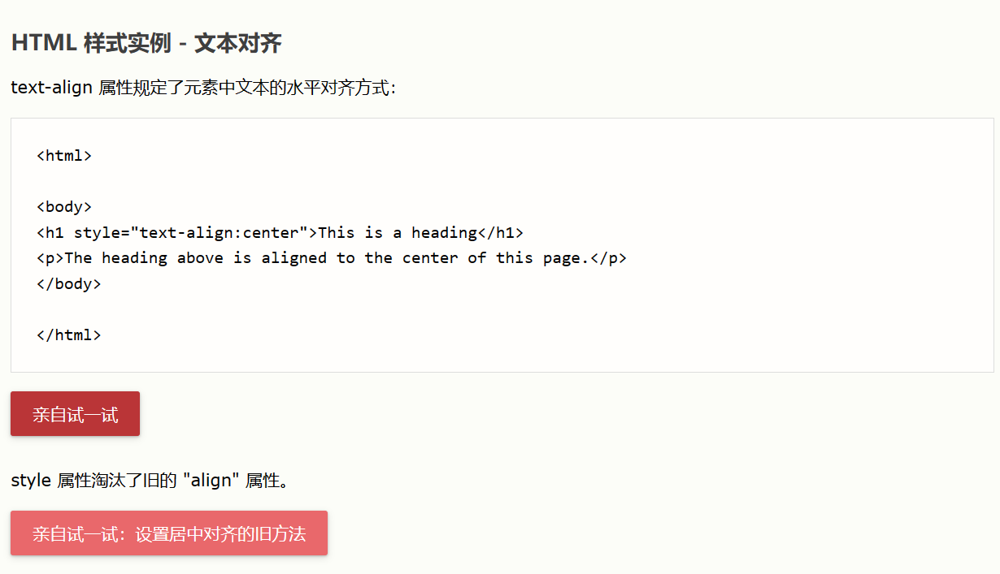 HTML 样式实例 - 文本对齐
text-align 属性规定了元素中文本的水平对齐方式：
<html>
<body>
<h1 style="text-align:center">This is a heading</h1>
<p>The heading above is aligned to the center of this page.</p>
</body>
</html>
亲自试一试
style 属性淘汰了旧的 "align" 属性。
亲自试一试：设置居中对齐的旧方法